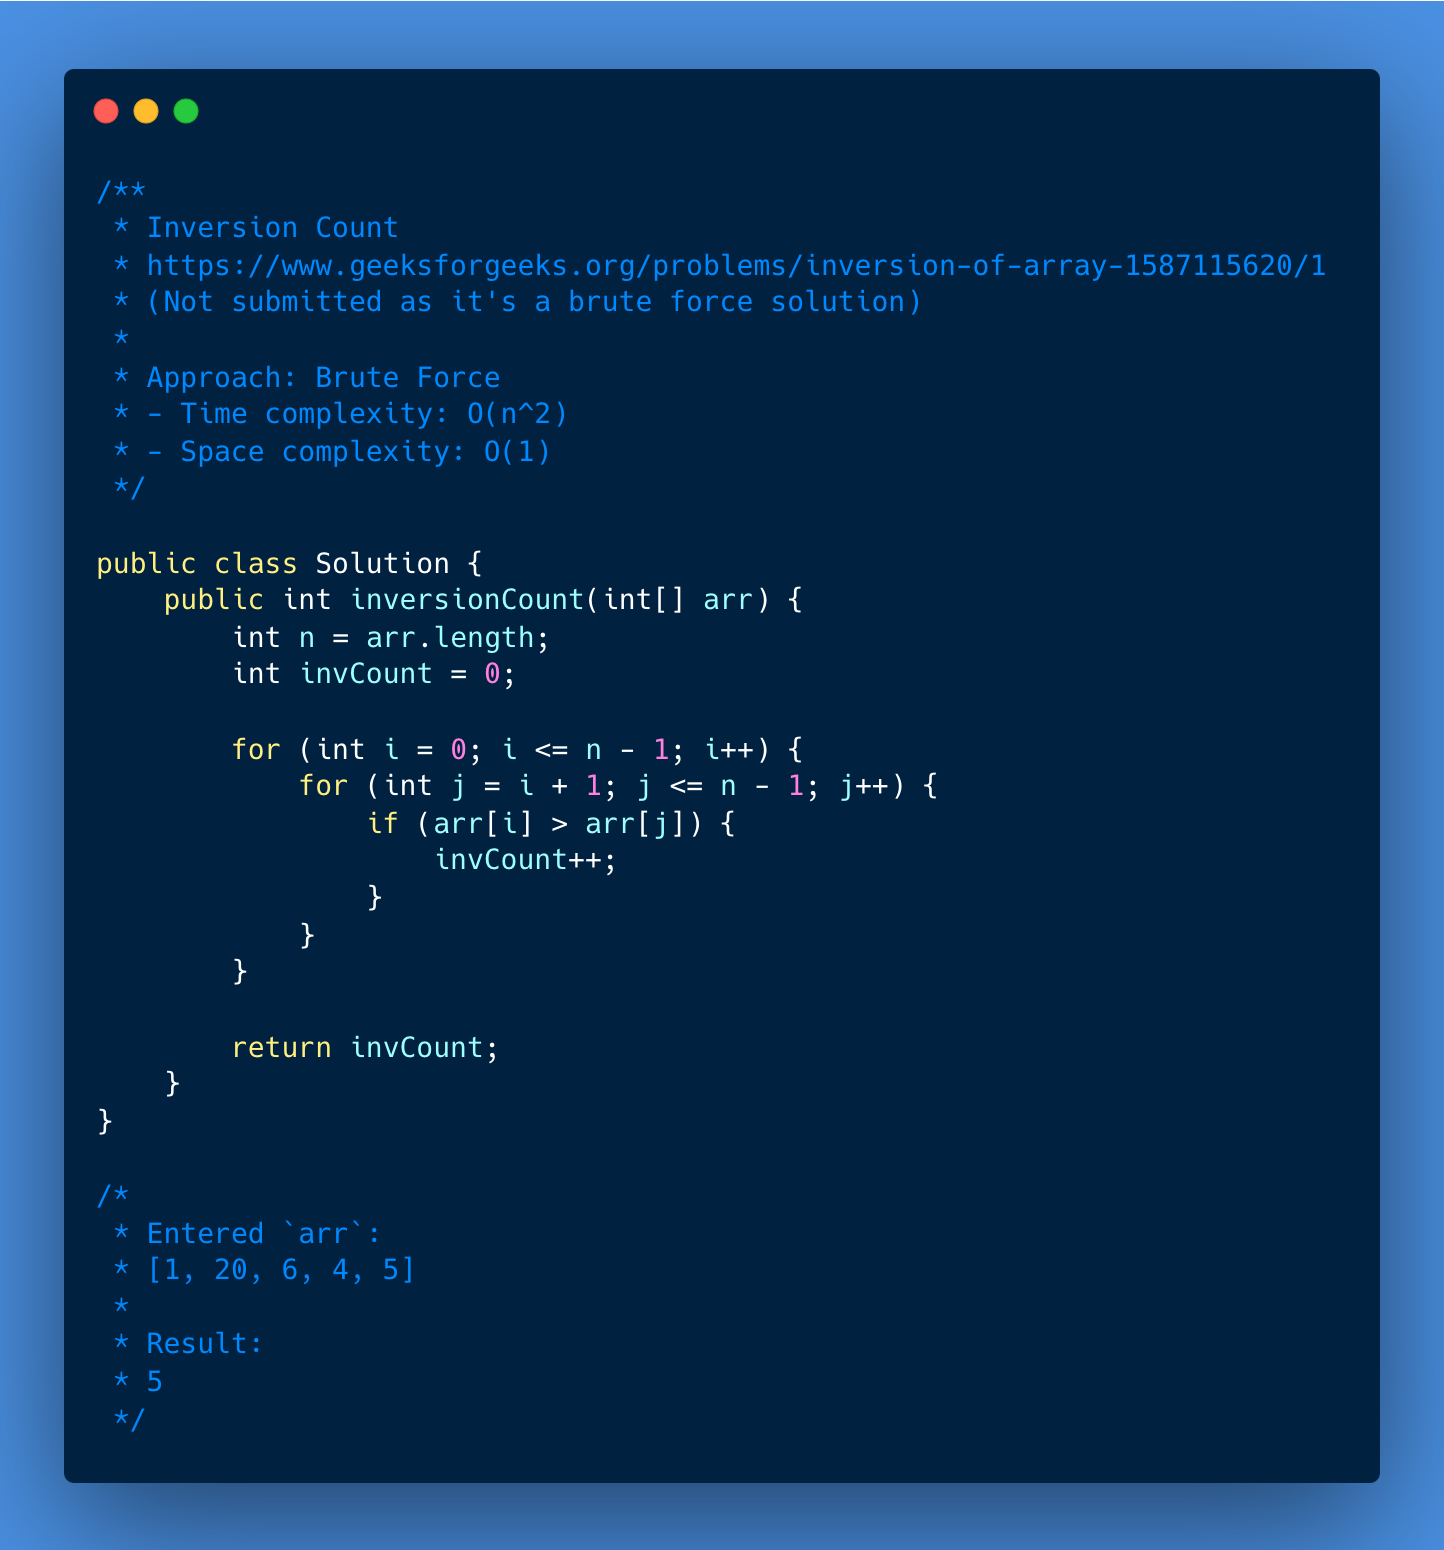 /**
 * Inversion Count
 * https://www.geeksforgeeks.org/problems/inversion-of-array-1587115620/1
 * (Not submitted as it's a brute force solution)
 *
 * Approach: Brute Force
 * - Time complexity: O(n^2)
 * - Space complexity: O(1)
 */

public class Solution {
    public int inversionCount(int[] arr) {
        int n = arr.length;
        int invCount = 0;

        for (int i = 0; i <= n - 1; i++) {
            for (int j = i + 1; j <= n - 1; j++) {
                if (arr[i] > arr[j]) {
                    invCount++;
                }
            }
        }

        return invCount;
    }
}

/*
 * Entered `arr`:
 * [1, 20, 6, 4, 5]
 *
 * Result:
 * 5
 */